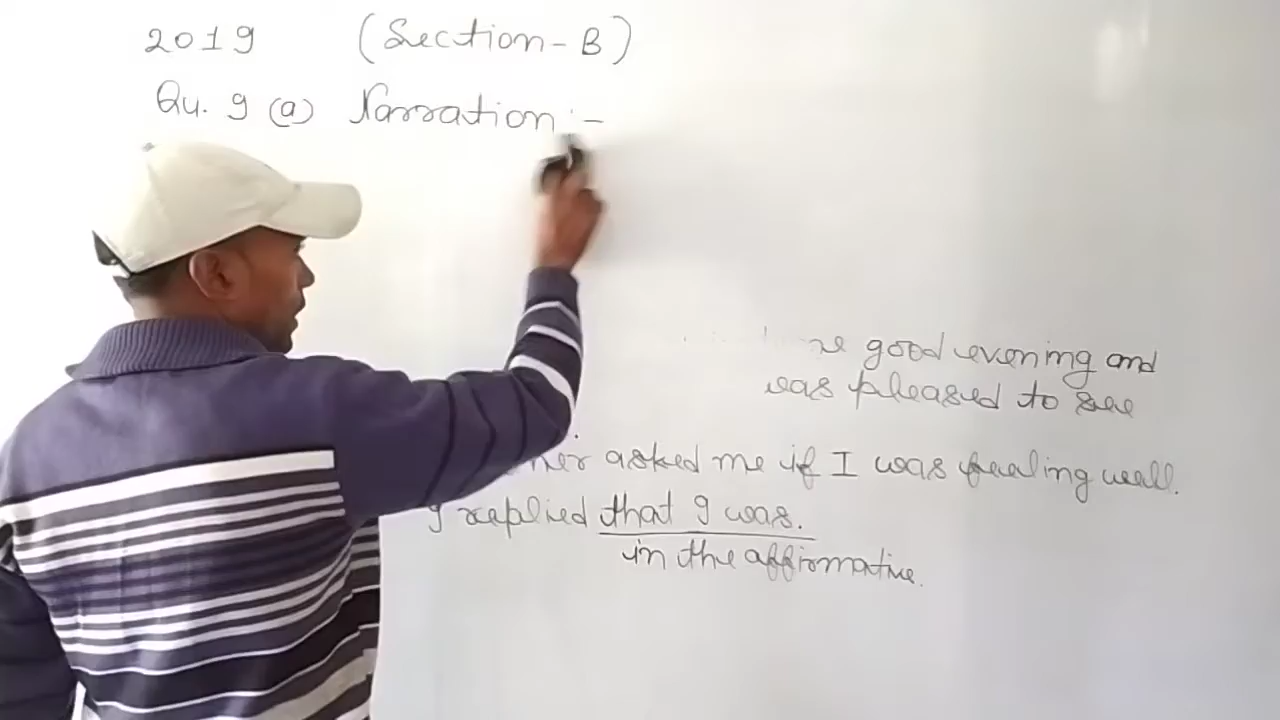 2019 (Section-B)
Qu. 9 (a) Narration :-
good evening and
was pleased to see
asked me if I was feeling well.
I replied that I was.
in the affirmative.